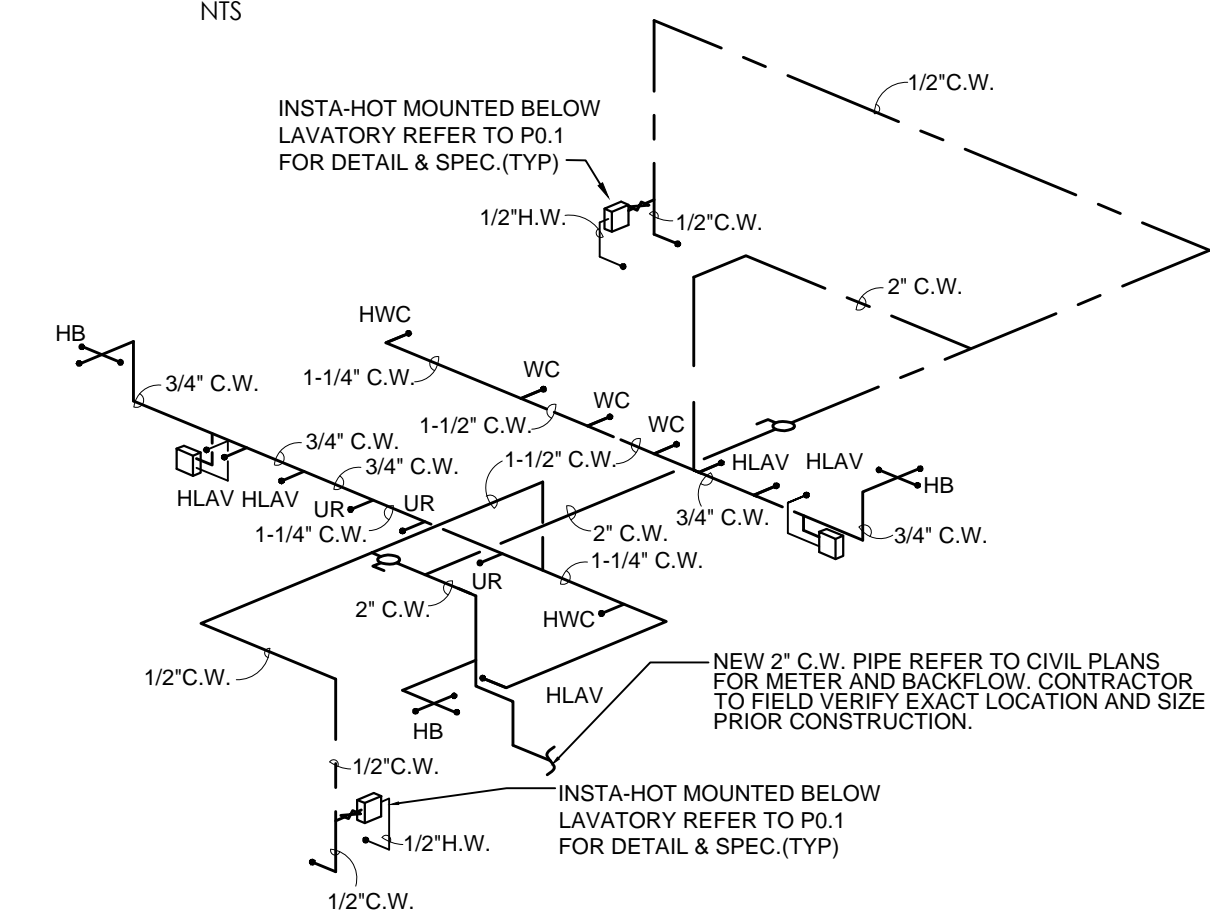 NTS
1/2"C.W.
INSTA-HOT MOUNTED BELOW
LAVATORY REFER TO P0.1
FOR DETAIL & SPEC.(TYP)
1/2"H.W.
1/2"C.W.
2" C.W.
HWC
HB
WC
3/4" C.W.
1-1/4" C.W.
WC
1-1/2" C.W.
WC
3/4" C.W.
3/4" C.W.
1-1/2" C.W.
HLAV
HLAV
HB
HLAV
HLAV
UR
UR
3/4" C.W.
1-1/4" C.W.
2" C.W.
3/4" C.W.
1-1/4" C.W.
UR
2" C.W.
HWC
1/2"C.W.
HLAV
NEW 2" C.W. PIPE REFER TO CIVIL PLANS
FOR METER AND BACKFLOW. CONTRACTOR
TO FIELD VERIFY EXACT LOCATION AND SIZE
PRIOR CONSTRUCTION.
HB
1/2"C.W.
INSTA-HOT MOUNTED BELOW
LAVATORY REFER TO P0.1
FOR DETAIL & SPEC.(TYP)
1/2"H.W.
1/2"C.W.